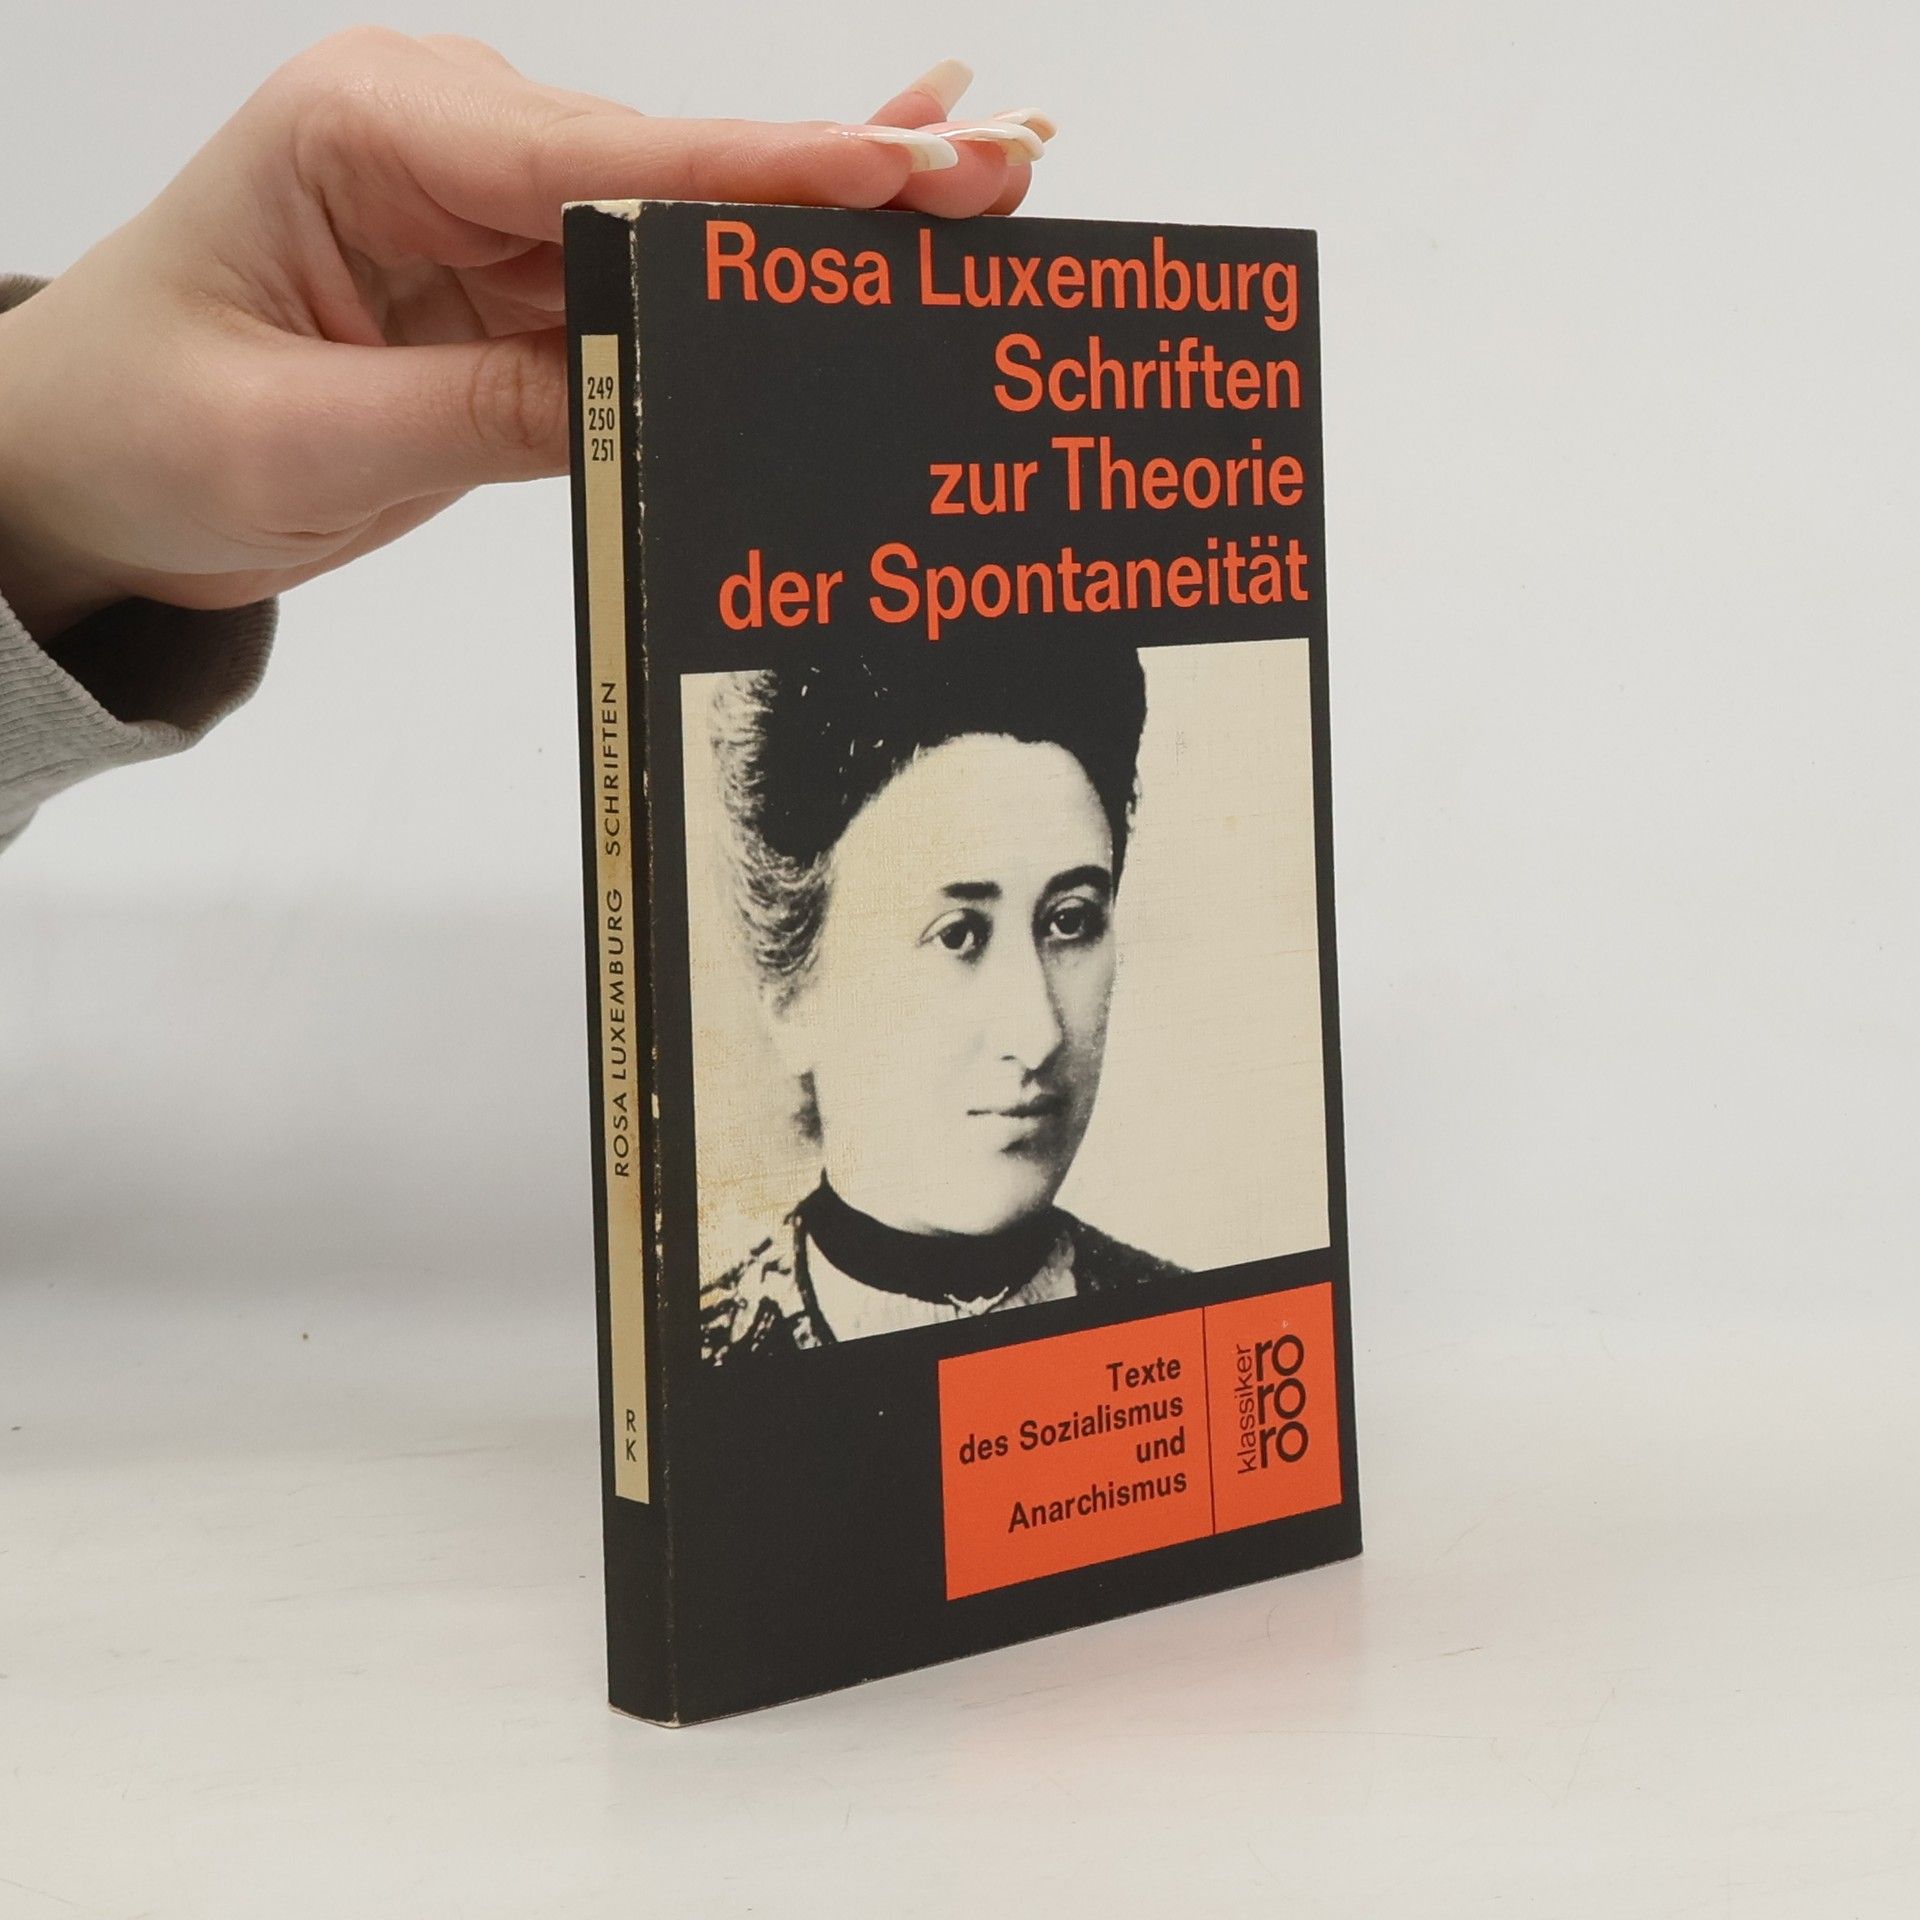 Rosa Luxemburg
Schriften
zur Theorie
der Spontaneität
249
250
251
ROSA LUXEMBURG SCHRIFTEN
R
K
Texte
des Sozialismus
und
Anarchismus
klassiker
ro
ro
ro